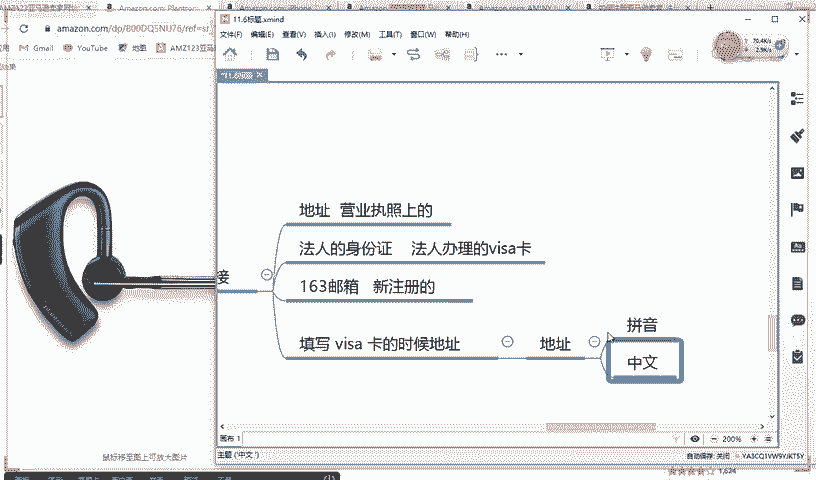 11.6标题.xmind
amazon.com/dp/B00DQ5NU76/ref=sr
文件(F) 编辑(E) 查看(V) 插入(I) 修改(M) 工具(T) 窗口(W) 帮助(H)
Gmail YouTube 地图 AMZ123亚马
70.4K/s
2.9K/s
地址 营业执照上的
法人的身份证 法人办理的visa卡
接
163邮箱 新注册的
填写 visa 卡的时候地址
地址
拼音
中文
画布 1
200%
鼠标移至图上可放大图片
主题 ('中文')
自动保存: 关闭
YA3CQ1VW9YJKTSY
1,624